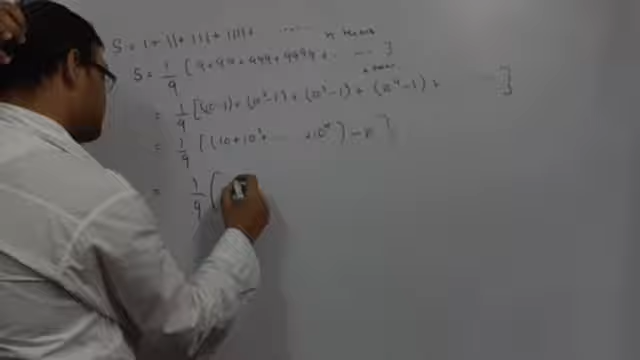 S = 1 + 11 + 111 + 1111 + ...... n terms
S = 1/9 [9 + 99 + 999 + 9999 + ... ]
n terms
= 1/9 [(10-1) + (10²-1) + (10³-1) + (10⁴-1) + ... ]
= 1/9 [(10 + 10² + ...... + 10ⁿ) - n]
= 1/9 (